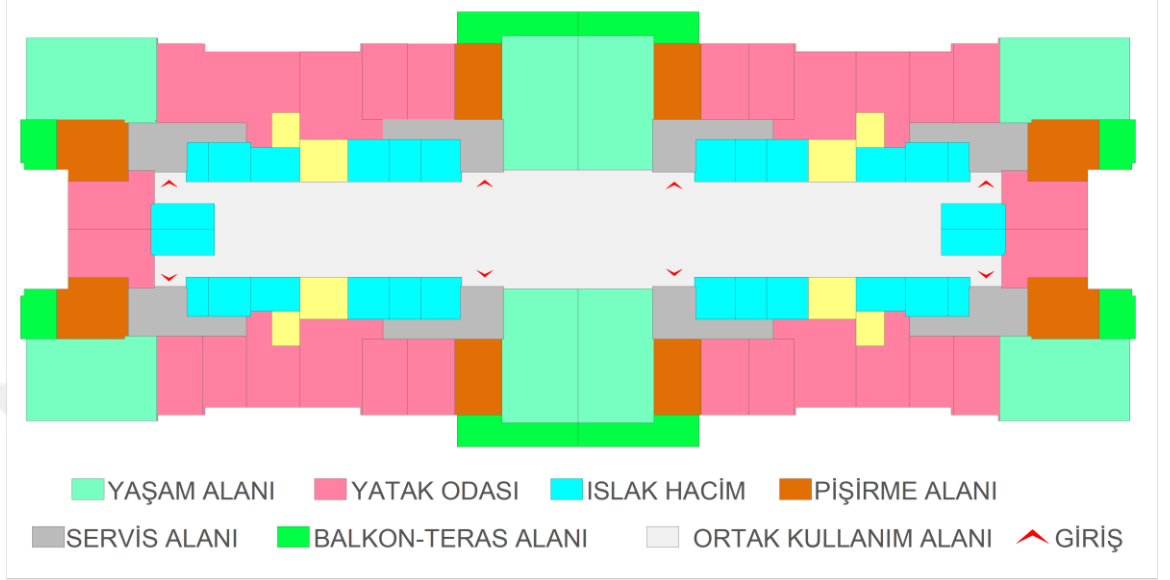 YAŞAM ALANI YATAK ODASI ISLAK HACİM PİŞİRME ALANI
SERVİS ALANI BALKON-TERAS ALANI ORTAK KULLANIM ALANI GİRİŞ